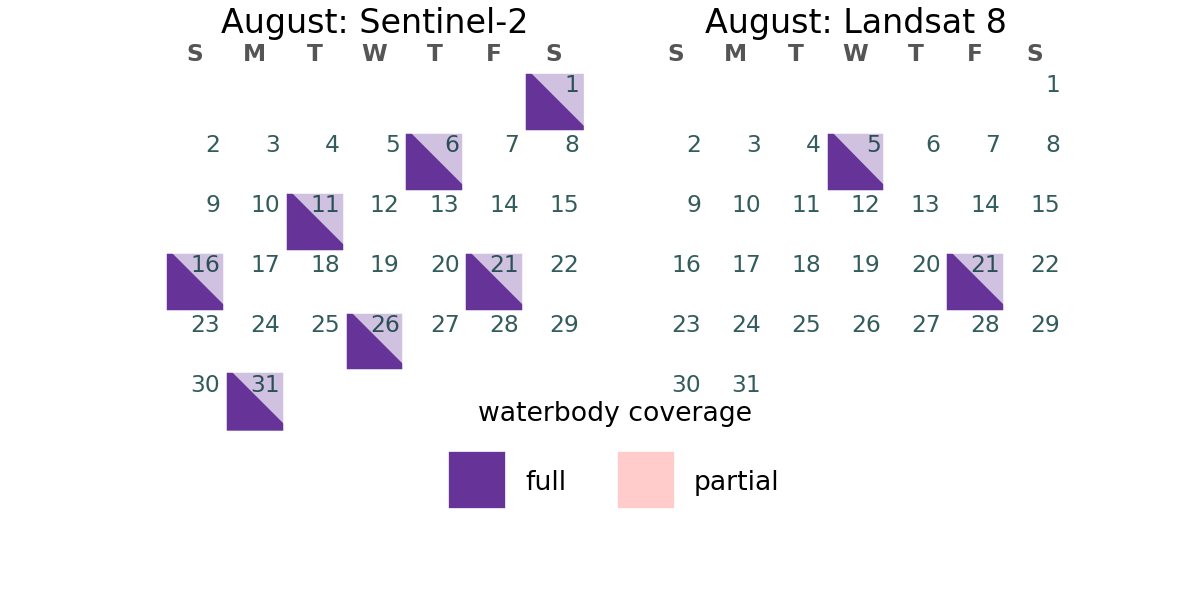 August: Sentinel-2
S M T W T F S
1
2 3 4 5 6 7 8
9 10 11 12 13 14 15
16 17 18 19 20 21 22
23 24 25 26 27 28 29
30 31
August: Landsat 8
S M T W T F S
1
2 3 4 5 6 7 8
9 10 11 12 13 14 15
16 17 18 19 20 21 22
23 24 25 26 27 28 29
30 31
waterbody coverage
full
partial